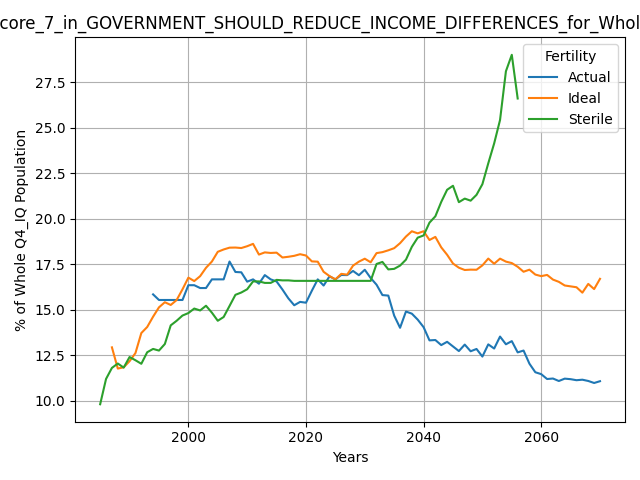 core_7_in_GOVERNMENT_SHOULD_REDUCE_INCOME_DIFFERENCES_for_Whol
Fertility
Actual
Ideal
Sterile
% of Whole Q4_IQ Population
27.5
25.0
22.5
20.0
17.5
15.0
12.5
10.0
2000
2020
2040
2060
Years